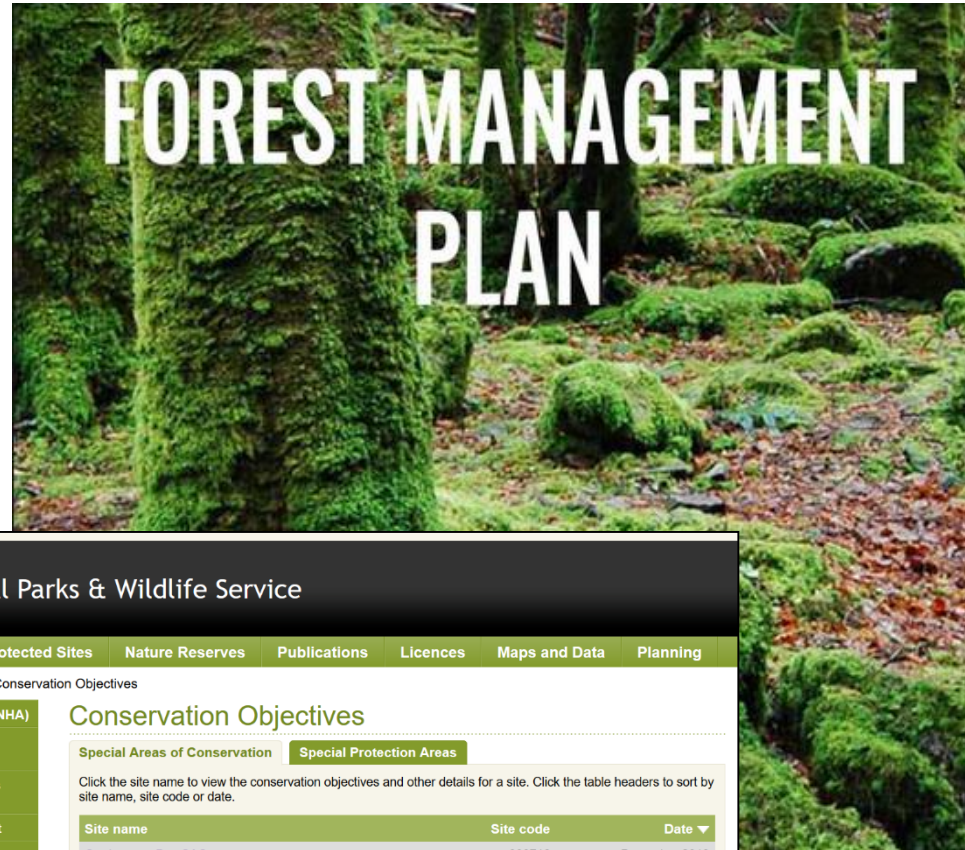 FOREST MANAGEMENT
PLAN
l Parks & Wildlife Service
otected Sites Nature Reserves Publications Licences Maps and Data Planning
Conservation Objectives
NHA)
Conservation Objectives
Special Areas of Conservation Special Protection Areas
Click the site name to view the conservation objectives and other details for a site. Click the table headers to sort by
site name, site code or date.
Site name Site code Date